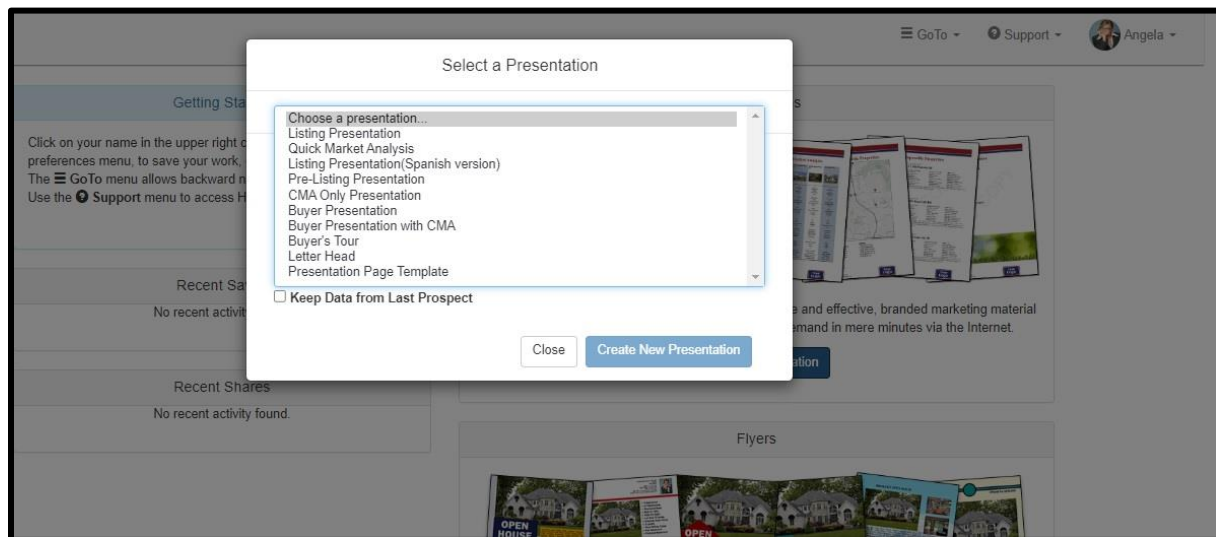 GoTo
Support
Angela
Select a Presentation
Getting Sta
s
Choose a presentation...
Listing Presentation
Quick Market Analysis
Listing Presentation(Spanish version)
Pre-Listing Presentation
CMA Only Presentation
Buyer Presentation
Buyer Presentation with CMA
Buyer's Tour
Letter Head
Presentation Page Template
Click on your name in the upper right c
preferences menu, to save your work,
The GoTo menu allows backward n
Use the Support menu to access H
Keep Data from Last Prospect
Close
Create New Presentation
Recent Sa
No recent activit
e and effective, branded marketing material
emand in mere minutes via the Internet.
ation
Recent Shares
No recent activity found.
Flyers
OPEN
HOUSE
OPEN